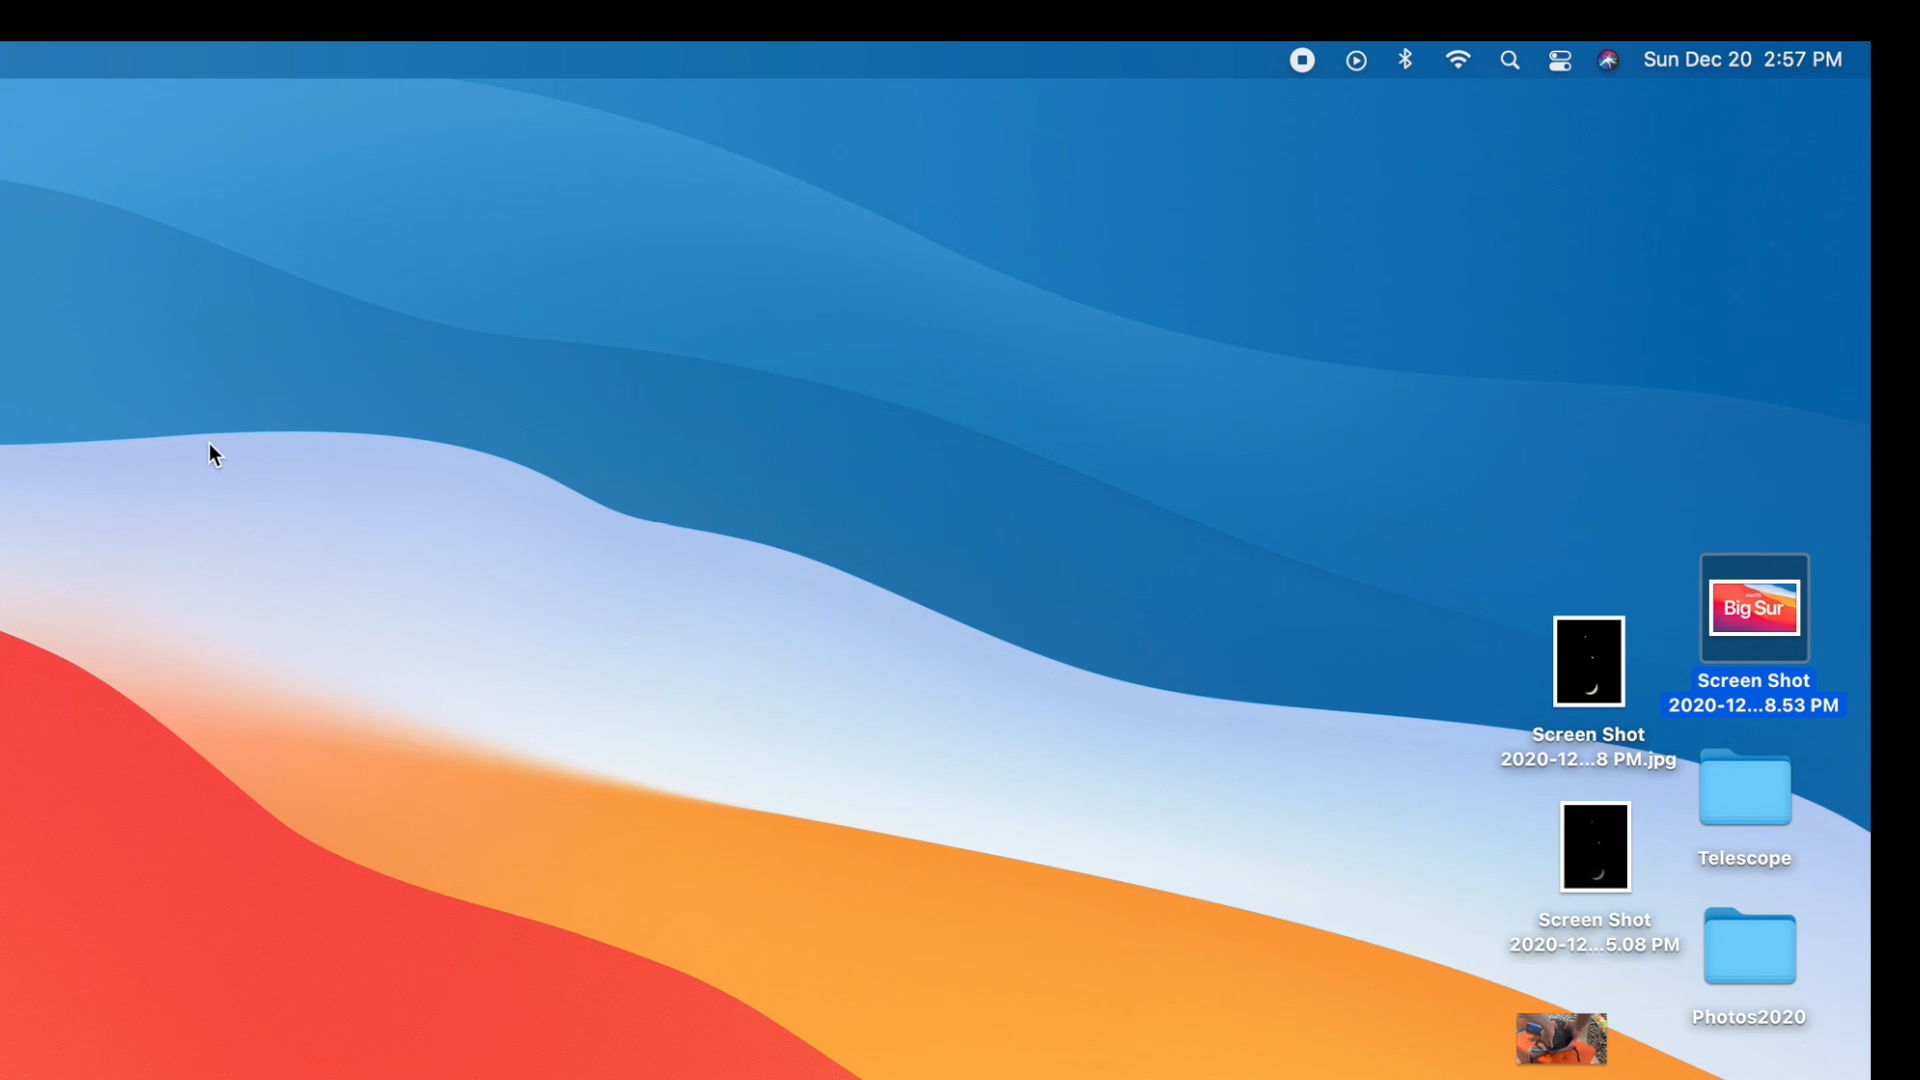 Sun Dec 20 2:57 PM
Big Sur
Screen Shot
2020-12...8.53 PM
Screen Shot
2020-12...8 PM.jpg
Telescope
Screen Shot
2020-12...5.08 PM
Photos2020